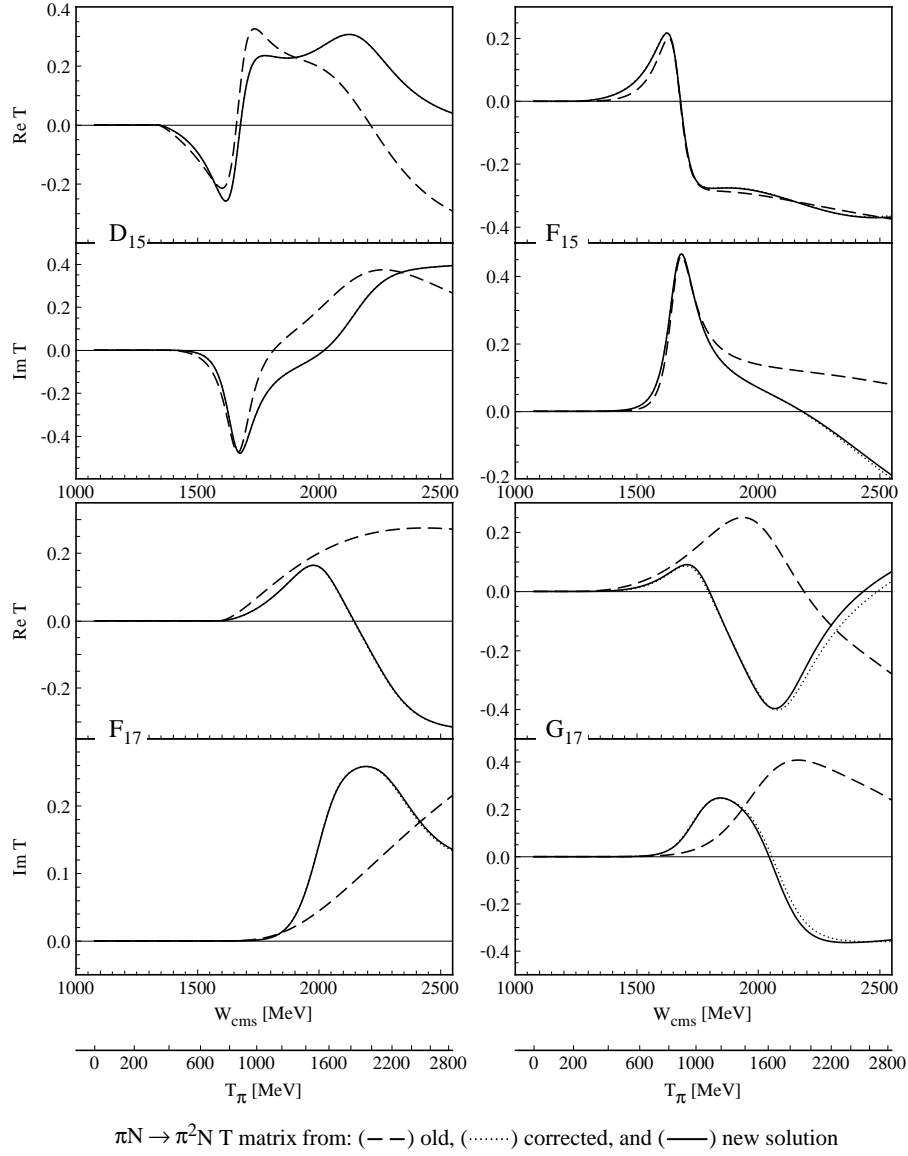 0.4
0.2
0.0
-0.2
Re T
D15
0.4
0.2
0.0
-0.2
-0.4
Im T
1000 1500 2000 2500
0.2
0.0
-0.2
-0.4
F15
0.4
0.2
0.0
-0.2
1000 1500 2000 2500
0.2
0.0
-0.2
Re T
F17
0.2
0.1
0.0
Im T
1000 1500 2000 2500
W_cms [MeV]
0.2
0.0
-0.2
-0.4
G17
0.4
0.2
0.0
-0.2
-0.4
1000 1500 2000 2500
W_cms [MeV]
0 200 600 1000 1600 2200 2800
T_π [MeV]
0 200 600 1000 1600 2200 2800
T_π [MeV]
πN → π²N T matrix from: (– –) old, (········) corrected, and (——) new solution